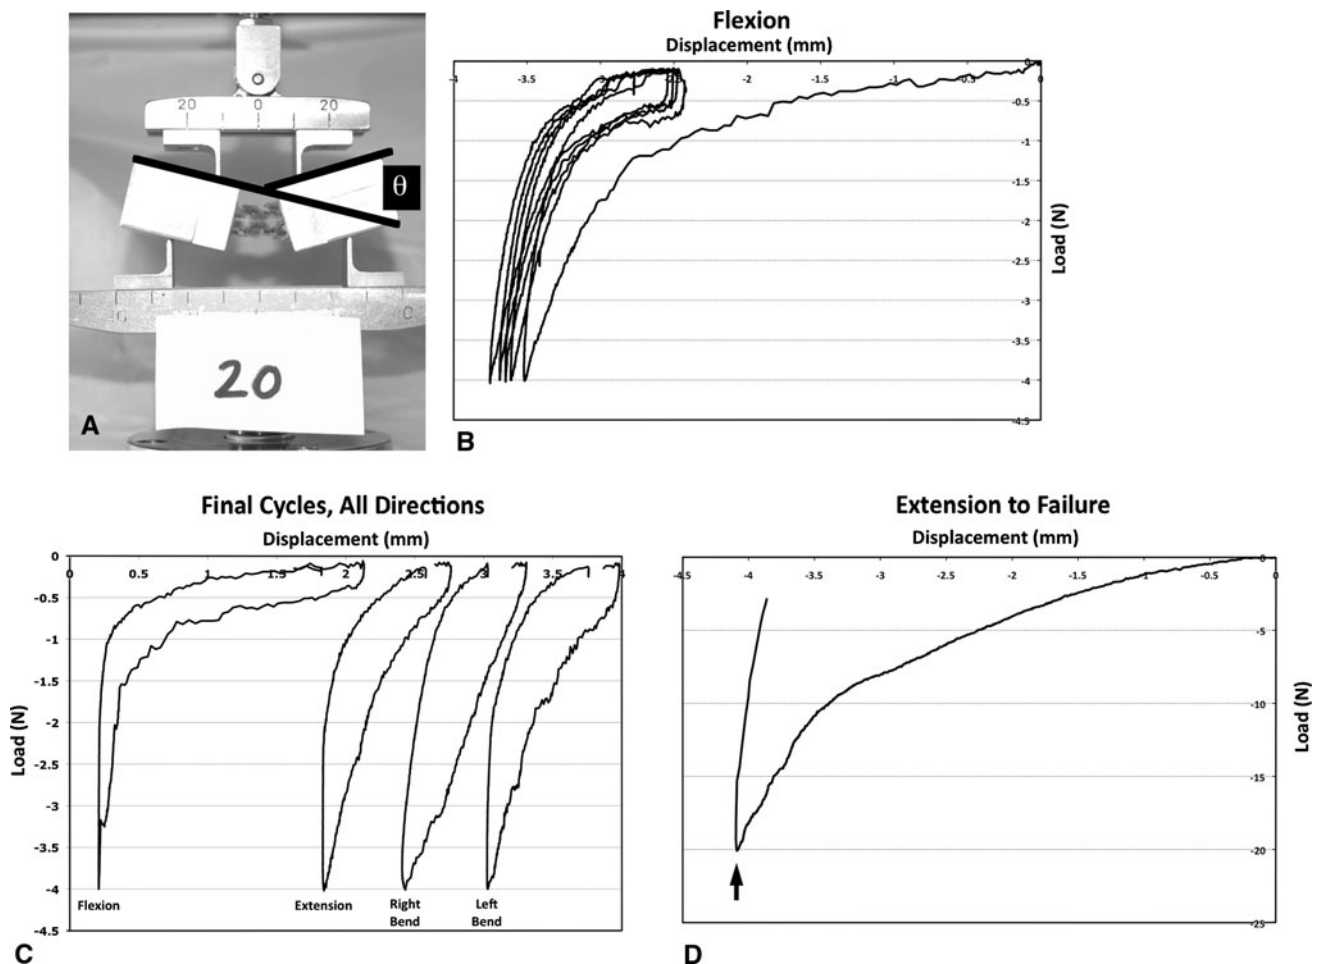 20 0 20
θ
0
20
A
Flexion
Displacement (mm)
-3.5 -2 -1.5 -0.5 0
-0.5
-1
-1.5
-2
-2.5
-3
-3.5
-4
-4.5
Load (N)
B
Final Cycles, All Directions
Displacement (mm)
0
0 0.5 1 1.5 2 2.5 3 3.5 4
-0.5
-1
-1.5
-2
-2.5
-3
-3.5
-4
-4.5
Load (N)
Flexion Extension Right Left
Bend Bend
C
Extension to Failure
Displacement (mm)
-4.5 -4 -3.5 -3 -2.5 -2 -1.5 -1 -0.5 0
0
-5
-10
-15
-20
-25
Load (N)
D